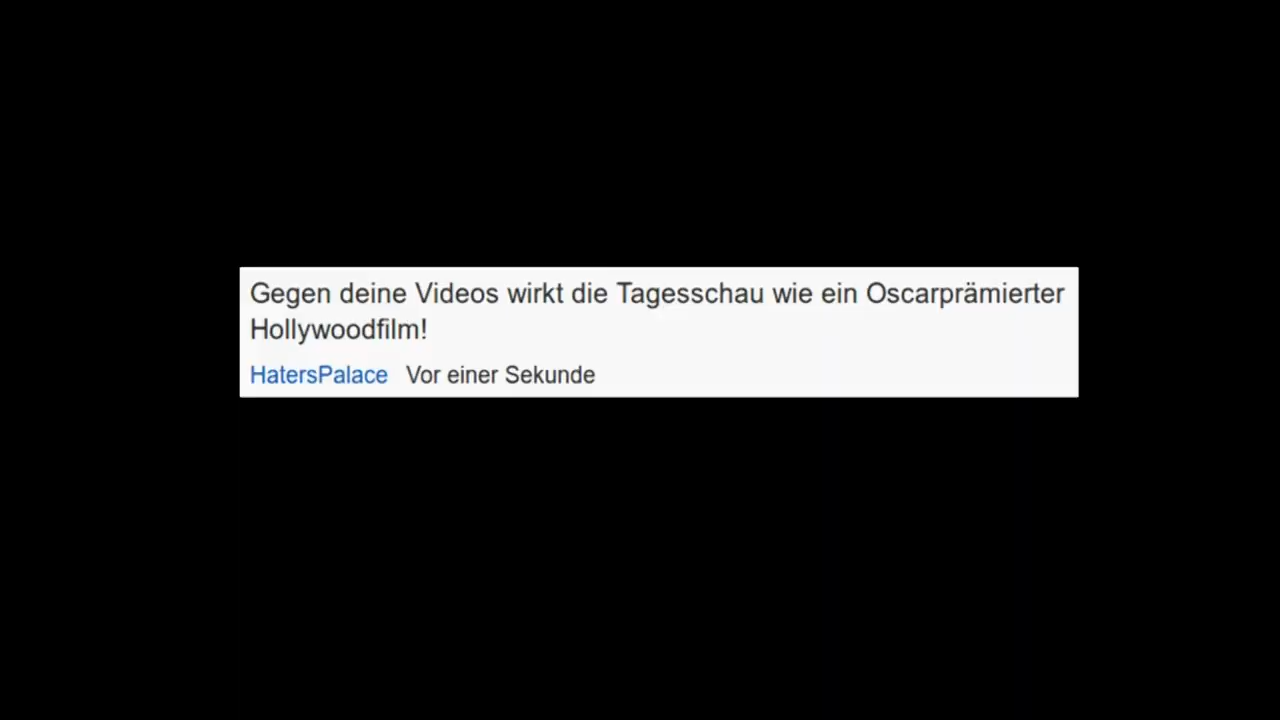 Gegen deine Videos wirkt die Tagesschau wie ein Oscarprämierter
Hollywoodfilm!
HatersPalace Vor einer Sekunde